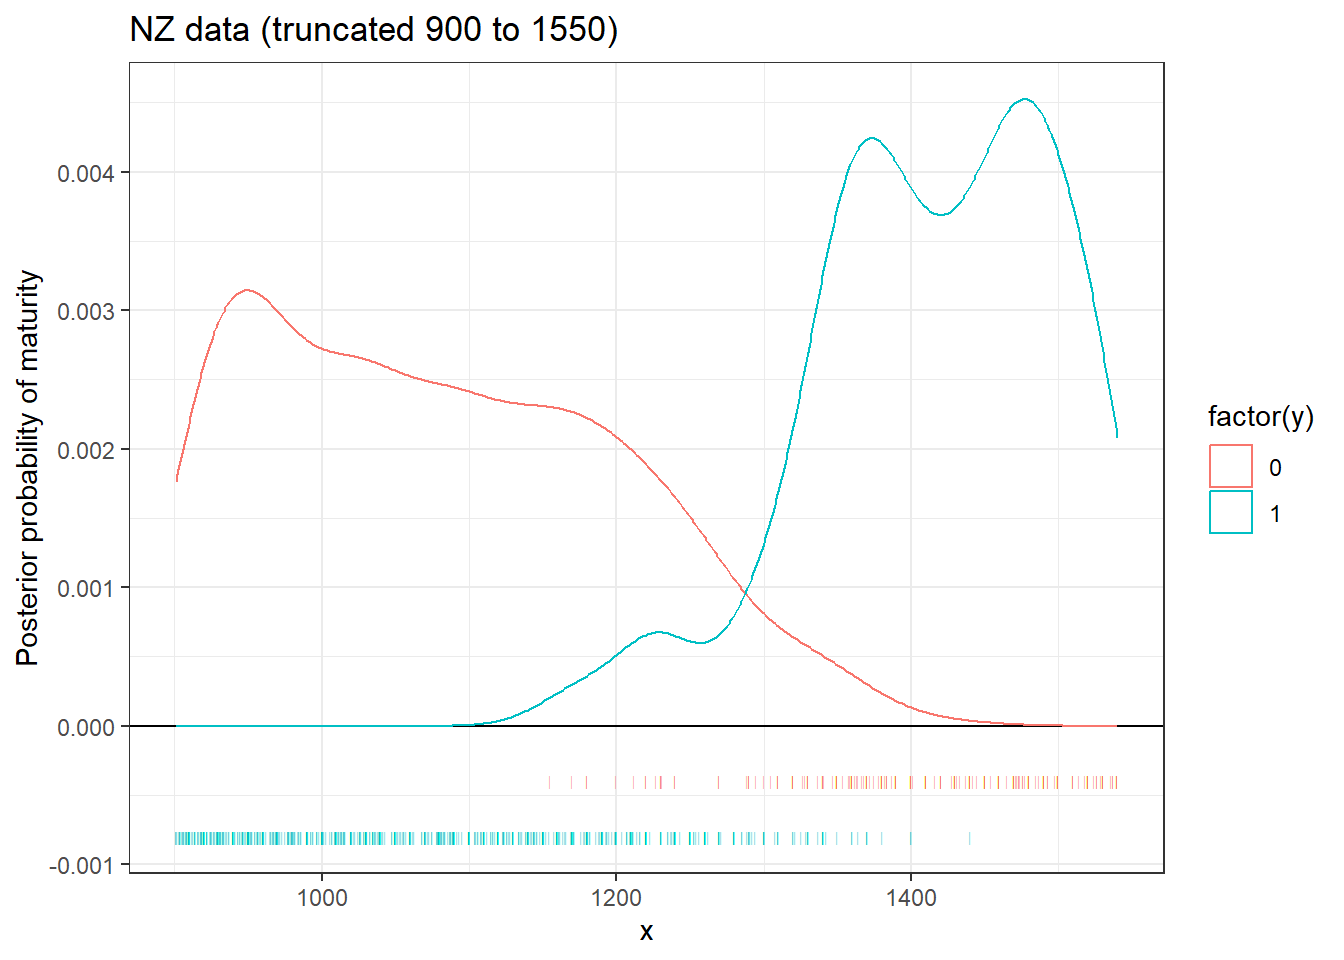 NZ data (truncated 900 to 1550)
Posterior probability of maturity
0.004
0.003
0.002
0.001
0.000
-0.001
1000
1200
1400
x
factor(y)
0
1